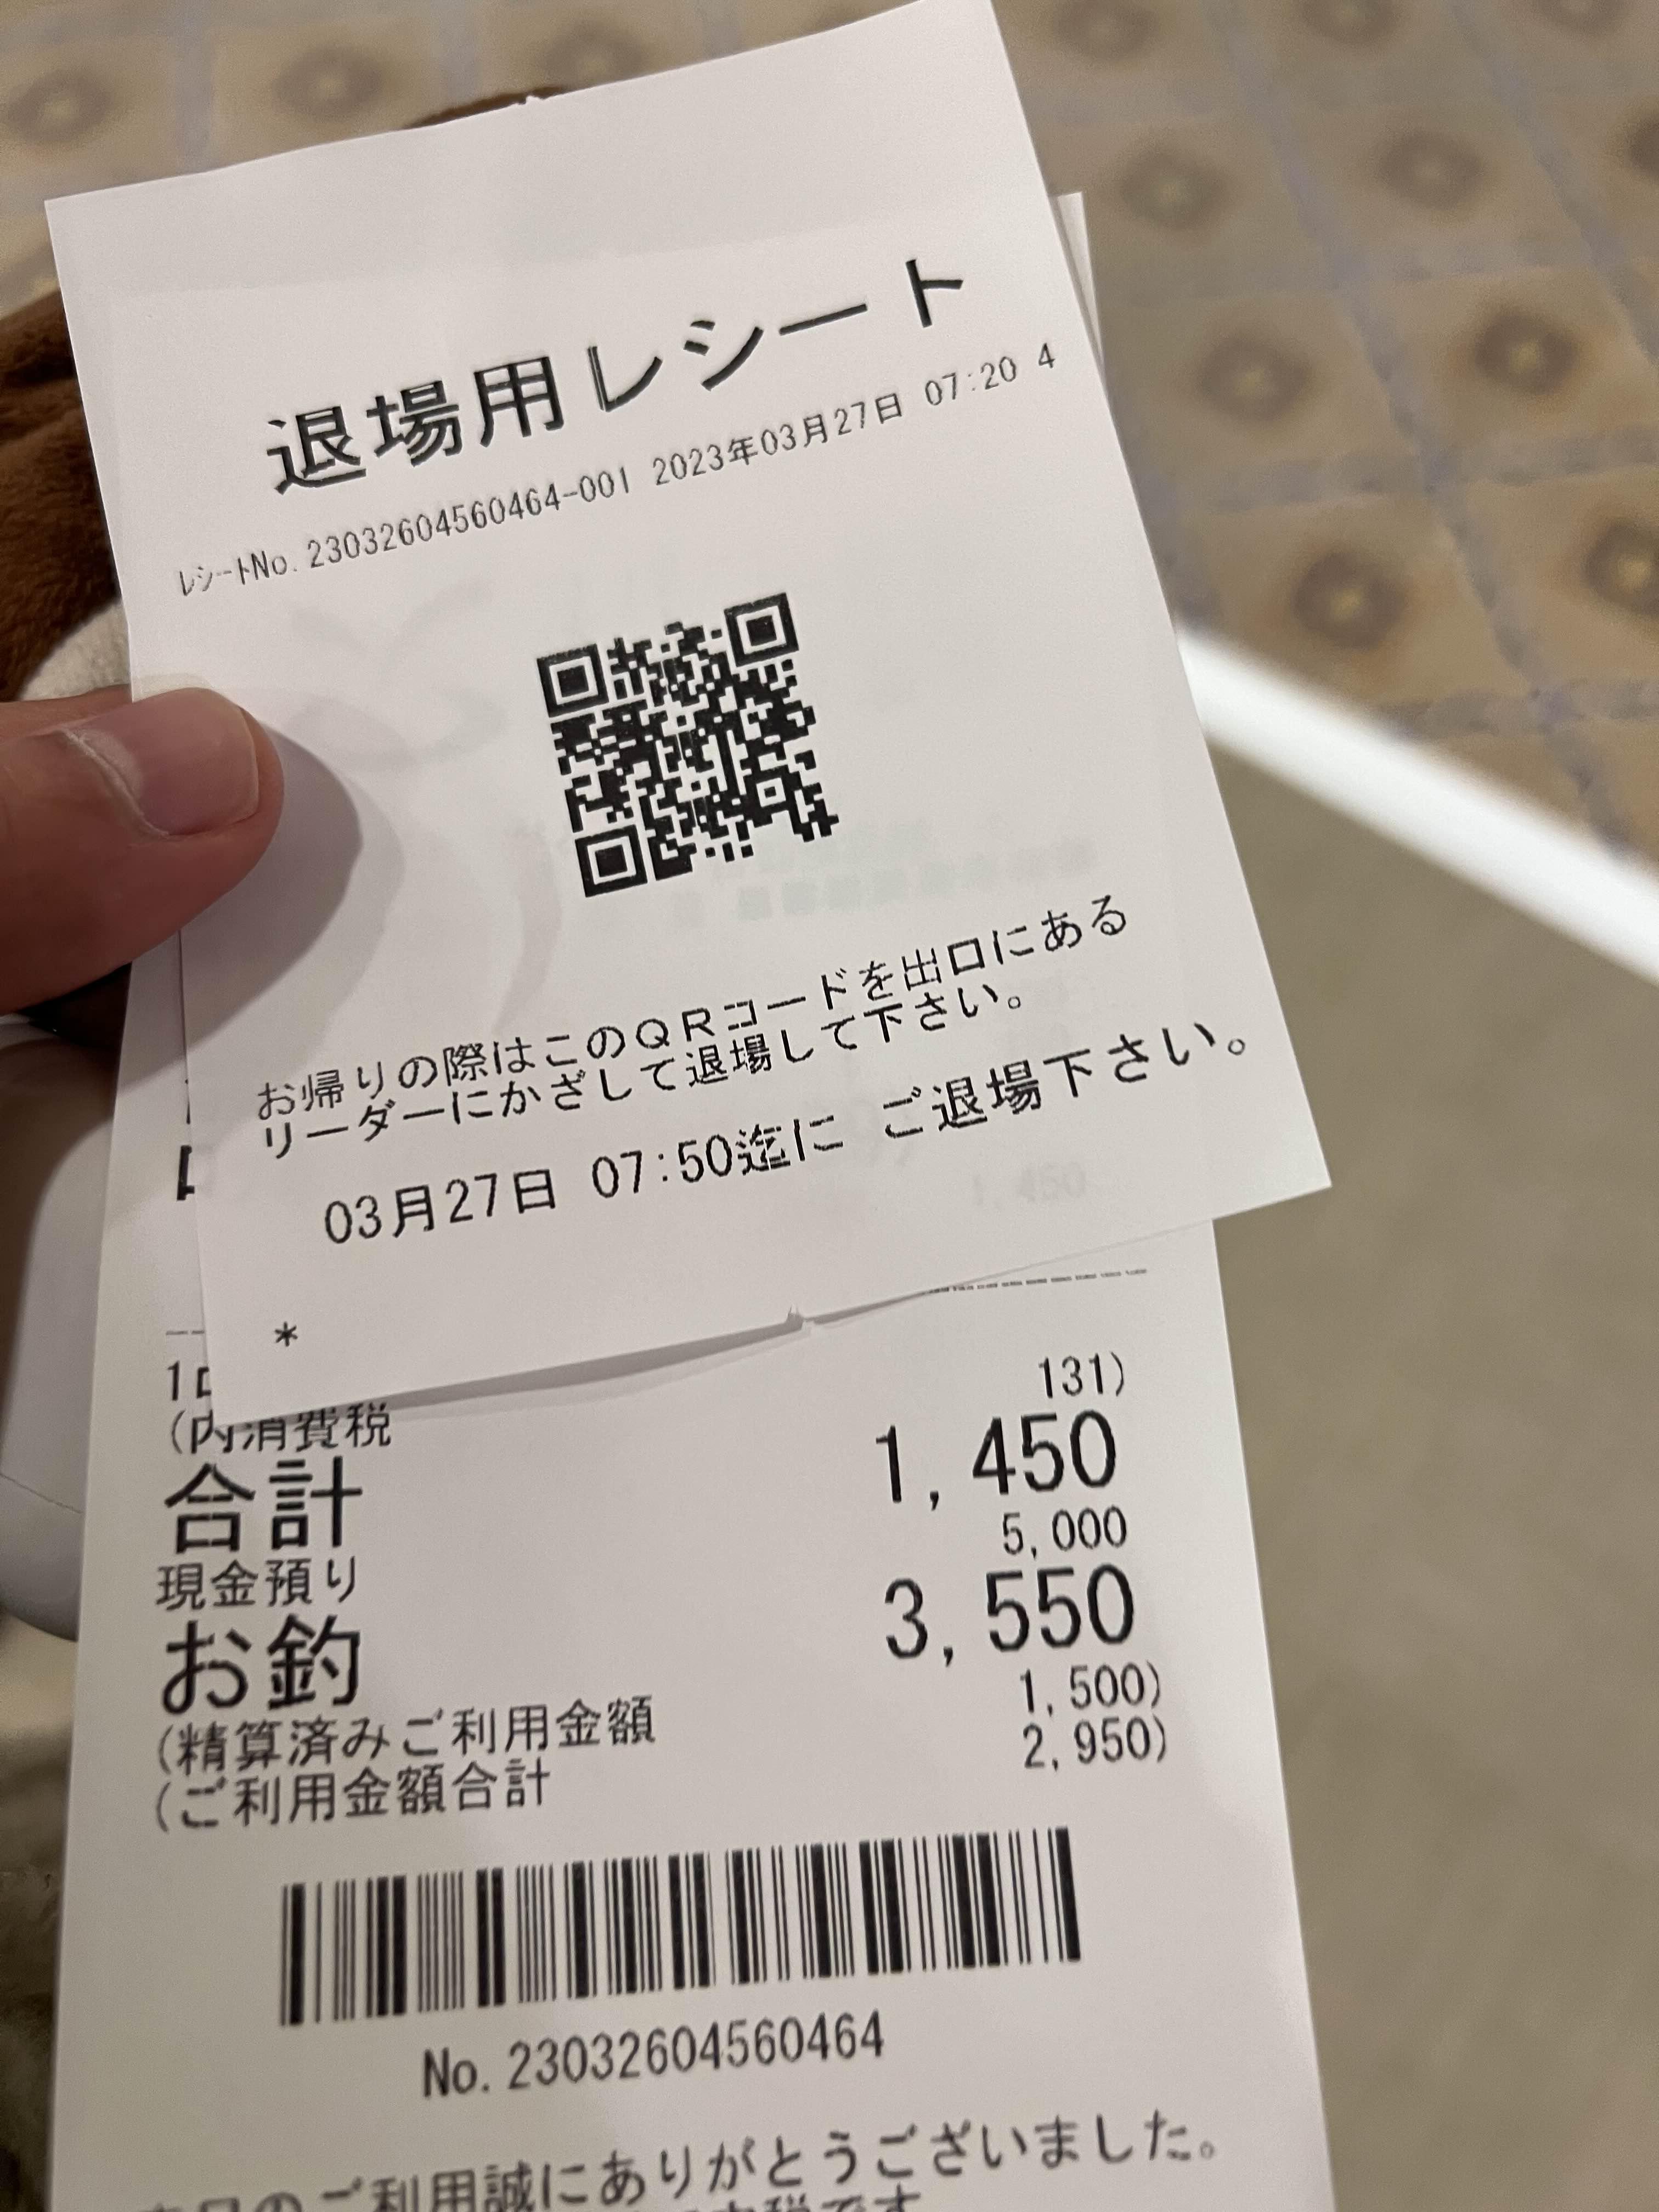 退場用レシート
レシートNo. 23032604560464-001 2023年03月27日 07:20 4
お帰りの際はこのQRコードを出口にある
リーダーにかざして退場して下さい。
03月27日 07:50迄に ご退場下さい。
*
(内消費税 131)
合計 1,450
現金預り 5,000
お釣 3,550
(精算済みご利用金額 1,500)
(ご利用金額合計 2,950)
No. 23032604560464
のご利用誠にありがとうございました。